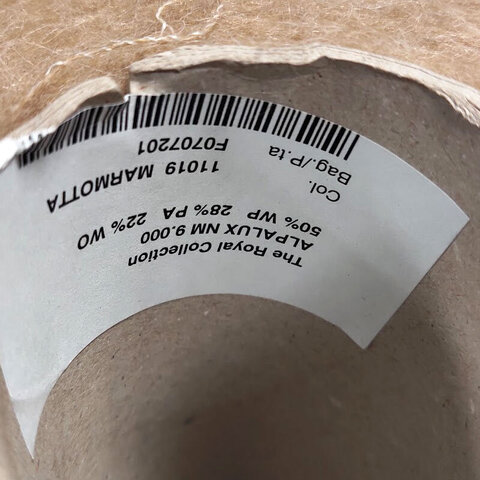 The Royal Collection
ALPALUX NM 9.000
50% WP 28% PA 22% WO
Col. 11019 MARMOTTA
Bag./P.ta F0707201